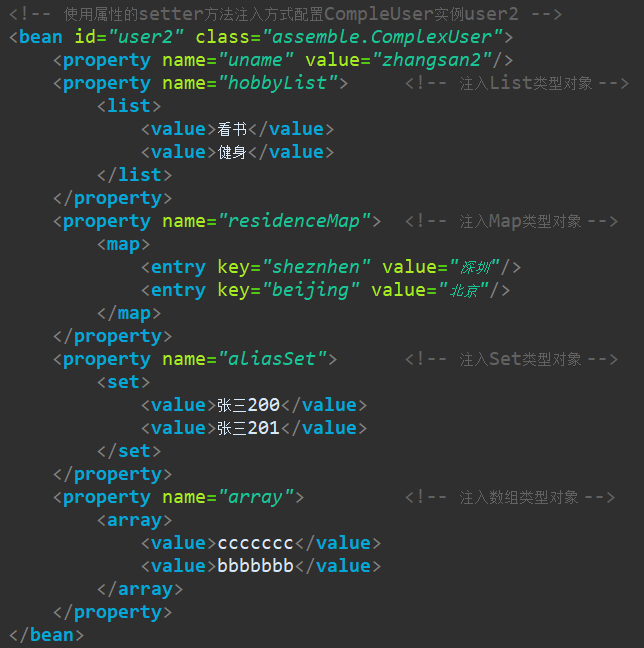 <!-- 使用属性的setter方法注入方式配置CompleUser实例user2 -->
<bean id="user2" class="assemble.ComplexUser">
    <property name="uname" value="zhangsan2"/>
    <property name="hobbyList">     <!-- 注入List类型对象 -->
        <list>
            <value>看书</value>
            <value>健身</value>
        </list>
    </property>
    <property name="residenceMap">  <!-- 注入Map类型对象 -->
        <map>
            <entry key="sheznhen" value="深圳"/>
            <entry key="beijing" value="北京"/>
        </map>
    </property>
    <property name="aliasSet">      <!-- 注入Set类型对象 -->
        <set>
            <value>张三200</value>
            <value>张三201</value>
        </set>
    </property>
    <property name="array">         <!-- 注入数组类型对象 -->
        <array>
            <value>ccccccc</value>
            <value>bbbbbbb</value>
        </array>
    </property>
</bean>